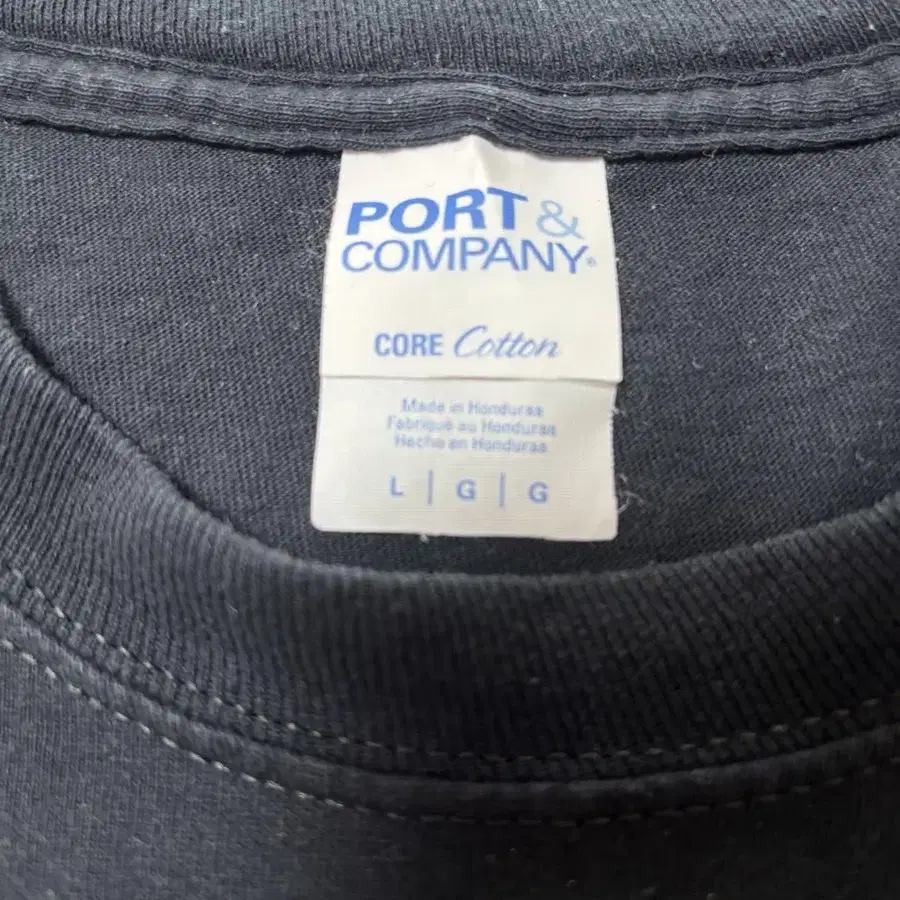 PORT &
COMPANY®
CORE Cotton
Made in Honduras
Fabriqué au Honduras
Hecho en Honduras
L | G | G